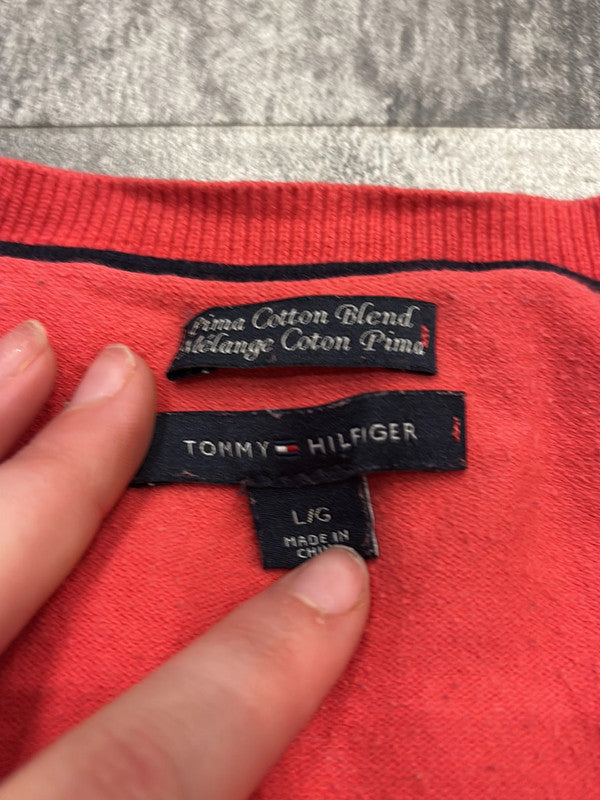 Pima Cotton Blend
Mélange Coton Pima
TOMMY HILFIGER
L/G
MADE IN
CHINA